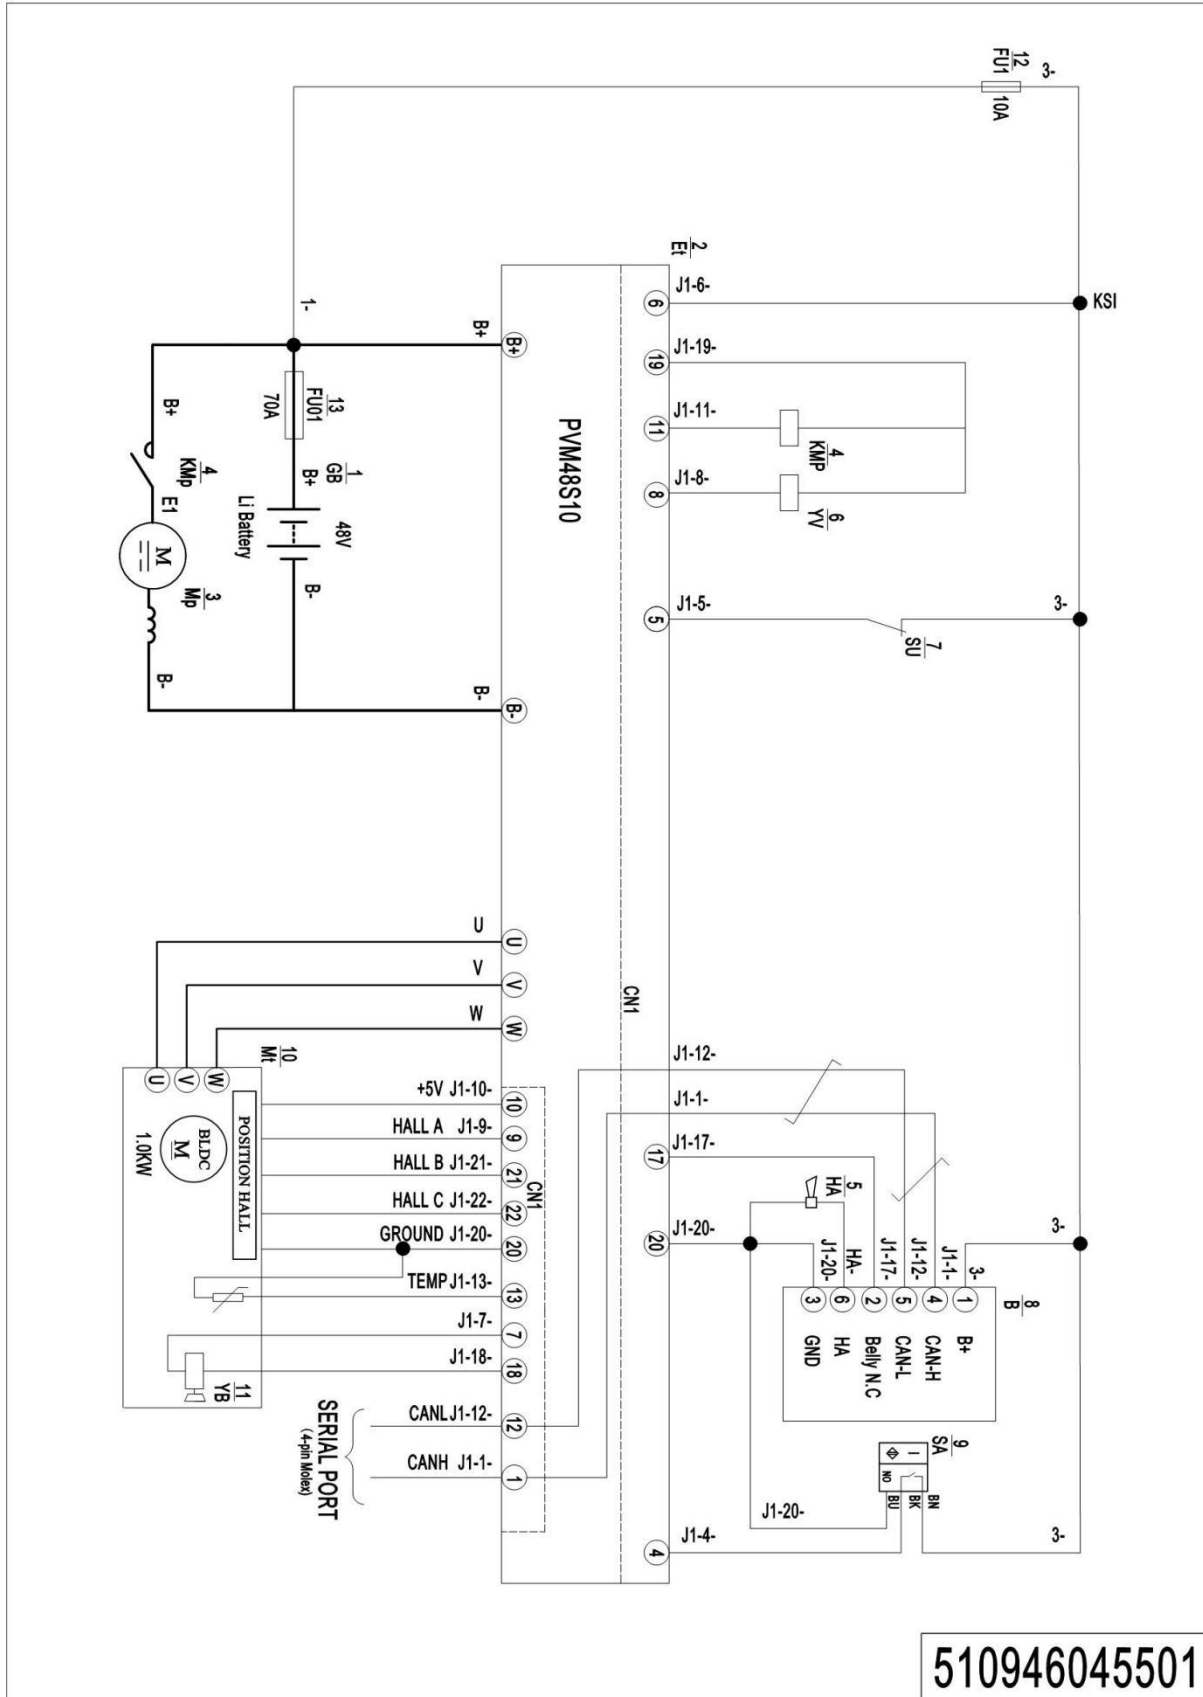 12
FU1
3-
10A
2
Et
J1-6-
6
KSI
1-
B+
B+
J1-19-
19
J1-11-
11
4
KMP
J1-8-
8
6
YV
PVM48S10
B+
4
KMp
E1
M
3
Mp
B-
13
FU01
70A
1
GB
B+
48V
Li Battery
B-
J1-5-
5
7
SU
3-
B-
B-
U
U
V
V
W
W
CN1
10
Mt
U
V
W
BLDC
M
1.0KW
POSITION HALL
+5V J1-10-
10
HALL A J1-9-
9
HALL B J1-21-
21
HALL C J1-22-
22
GROUND J1-20-
20
TEMP J1-13-
13
J1-7-
7
J1-18-
18
11
YB
CANL J1-12-
12
CANH J1-1-
1
CN1
SERIAL PORT
(4-pin Molex)
J1-12-
J1-1-
J1-17-
17
5
HA
J1-20-
20
3-
J1-20-
HA-
J1-17-
J1-12-
J1-1-
3-
3
6
2
5
4
1
8
B
GND
HA
Belly N.C
CAN-L
CAN-H
B+
9
SA
NO
BU
BK
BN
J1-20-
J1-4-
4
3-
510946045501